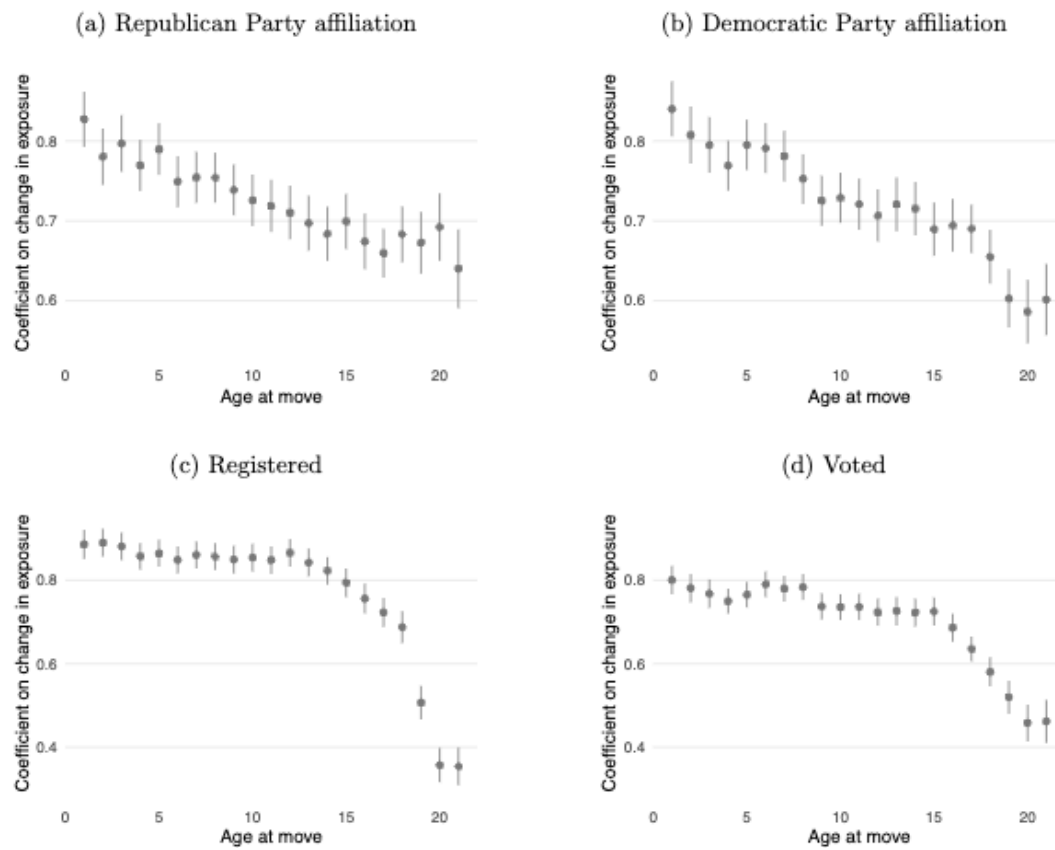 (a) Republican Party affiliation
Coefficient on change in exposure
0.8
0.7
0.6
0 5 10 15 20
Age at move
(b) Democratic Party affiliation
Coefficient on change in exposure
0.8
0.7
0.6
0 5 10 15 20
Age at move
(c) Registered
Coefficient on change in exposure
0.8
0.6
0.4
0 5 10 15 20
Age at move
(d) Voted
Coefficient on change in exposure
0.8
0.6
0.4
0 5 10 15 20
Age at move